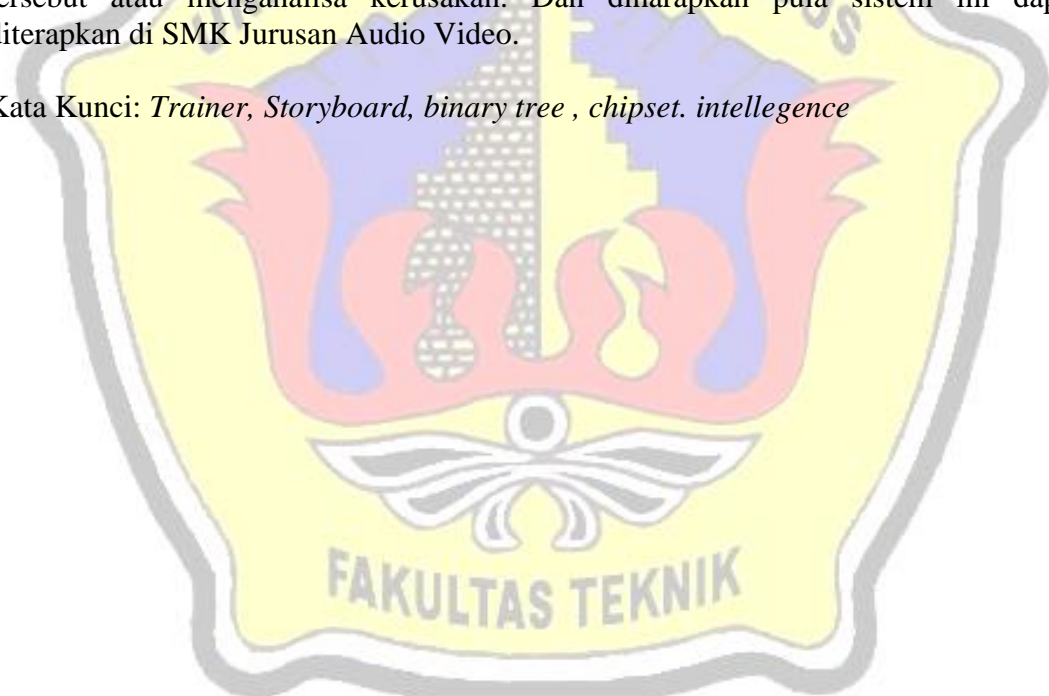 tersebut atau menganalisa kerusakan. Dan diharapkan pula sistem ini dap
diterapkan di SMK Jurusan Audio Video.
Kata Kunci: Trainer, Storyboard, binary tree , chipset. intellegence
FAKULTAS TEKNIK